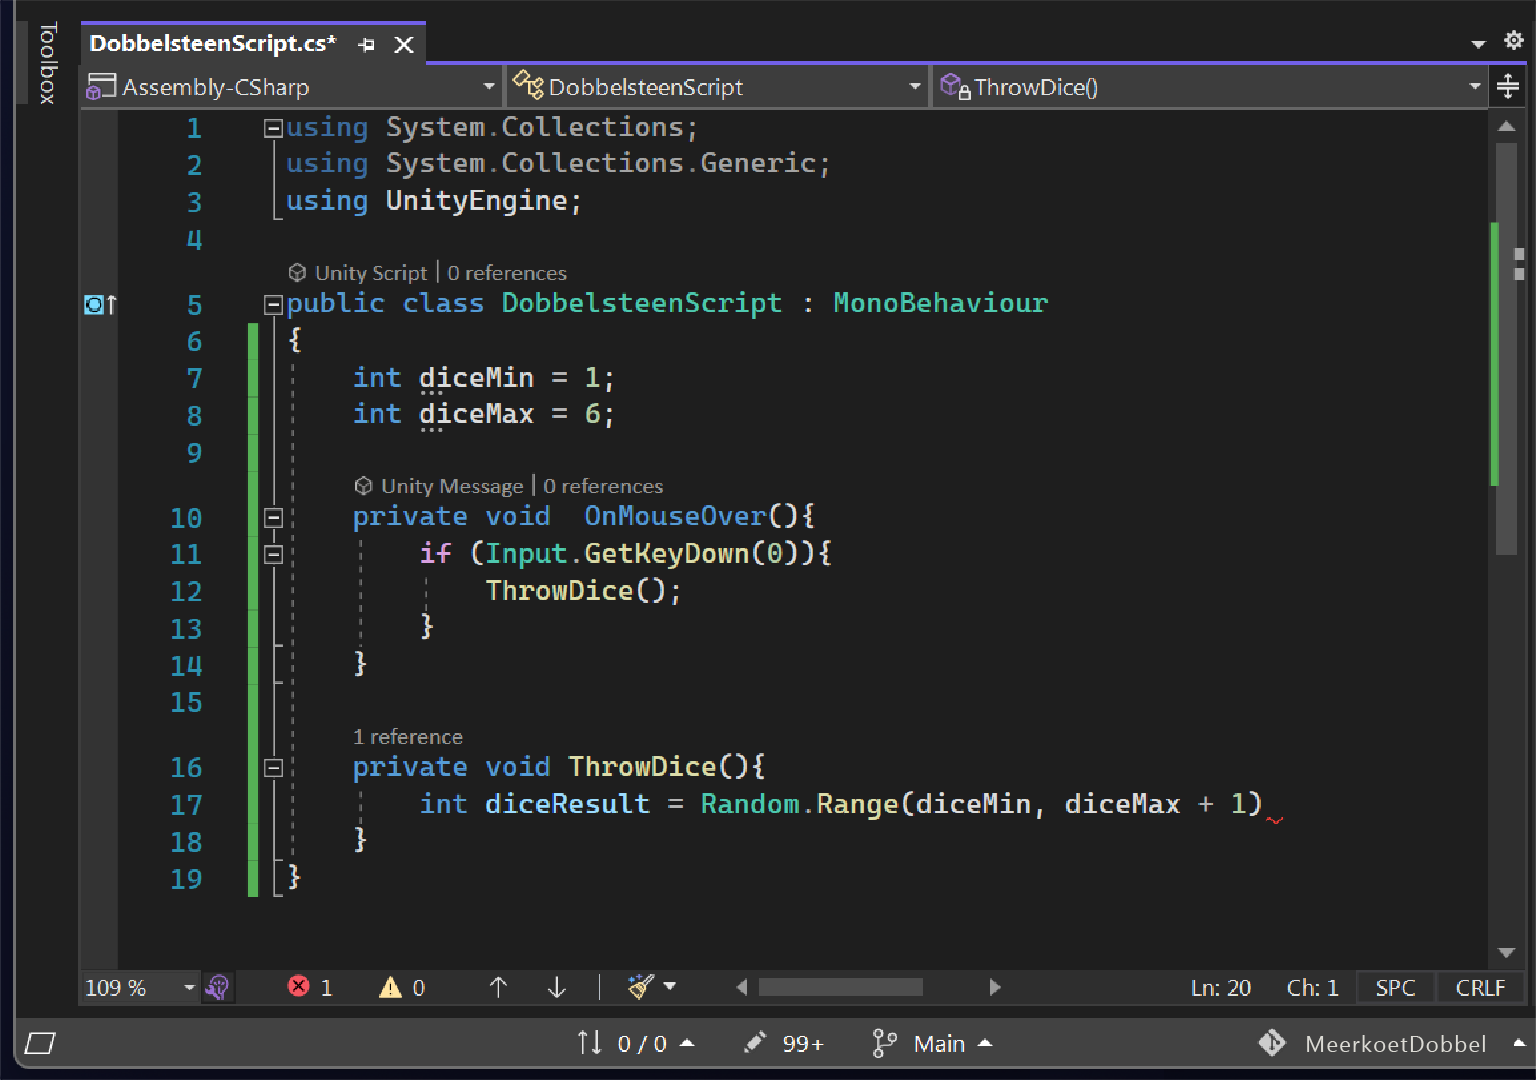 Toolbox
DobbelsteenScript.cs*
Assembly-CSharp DobbelsteenScript ThrowDice()
1 using System.Collections;
2 using System.Collections.Generic;
3 using UnityEngine;
4
Unity Script | 0 references
5 public class DobbelsteenScript : MonoBehaviour
6 {
7 int diceMin = 1;
8 int diceMax = 6;
9
Unity Message | 0 references
10 private void  OnMouseOver(){
11 if (Input.GetKeyDown(0)){
12 ThrowDice();
13 }
14 }
15
1 reference
16 private void ThrowDice(){
17 int diceResult = Random.Range(diceMin, diceMax + 1)
18 }
19 }
109 % 1 0 Ln: 20 Ch: 1 SPC CRLF
0 / 0 99+ Main MeerkoetDobbel